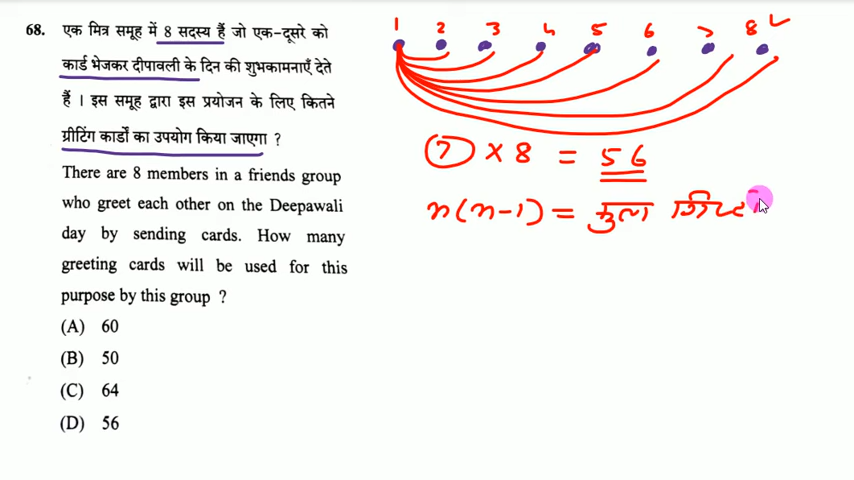 68. एक मित्र समूह में 8 सदस्य हैं जो एक-दूसरे को
कार्ड भेजकर दीपावली के दिन की शुभकामनाएँ देते
हैं । इस समूह द्वारा इस प्रयोजन के लिए कितने
ग्रीटिंग कार्डों का उपयोग किया जाएगा ?
There are 8 members in a friends group
who greet each other on the Deepawali
day by sending cards. How many
greeting cards will be used for this
purpose by this group ?
(A) 60
(B) 50
(C) 64
(D) 56
1 2 3 4 5 6 7 8
7 × 8 = 56
n(n-1) = कुल